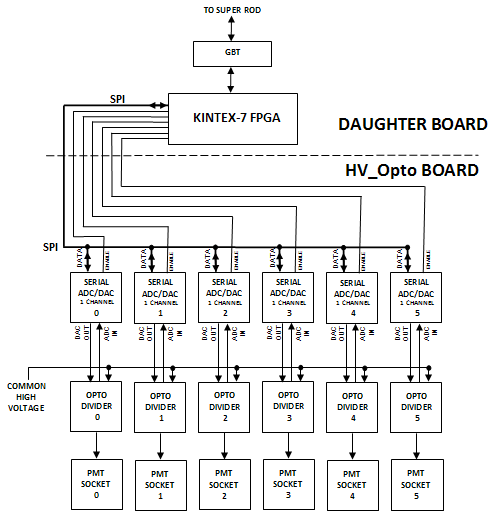 TO SUPER ROD
GBT
SPI
KINTEX-7 FPGA
DAUGHTER BOARD
HV_Opto BOARD
SPI
DATA ENABLE DATA ENABLE DATA ENABLE DATA ENABLE DATA ENABLE DATA ENABLE
SERIAL SERIAL SERIAL SERIAL SERIAL SERIAL
ADC/DAC ADC/DAC ADC/DAC ADC/DAC ADC/DAC ADC/DAC
1 CHANNEL 1 CHANNEL 1 CHANNEL 1 CHANNEL 1 CHANNEL 1 CHANNEL
0 1 2 3 4 5
DAC OUT ADC IN DAC OUT ADC IN DAC OUT ADC IN DAC OUT ADC IN DAC OUT ADC IN DAC OUT ADC IN
COMMON
HIGH
VOLTAGE
OPTO OPTO OPTO OPTO OPTO OPTO
DIVIDER DIVIDER DIVIDER DIVIDER DIVIDER DIVIDER
0 1 2 3 4 5
PMT PMT PMT PMT PMT PMT
SOCKET SOCKET SOCKET SOCKET SOCKET SOCKET
0 1 2 3 4 5